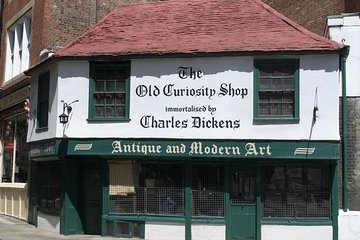 The
Old Curiosity Shop
immortalised by
Charles Dickens
Antique and Modern Art